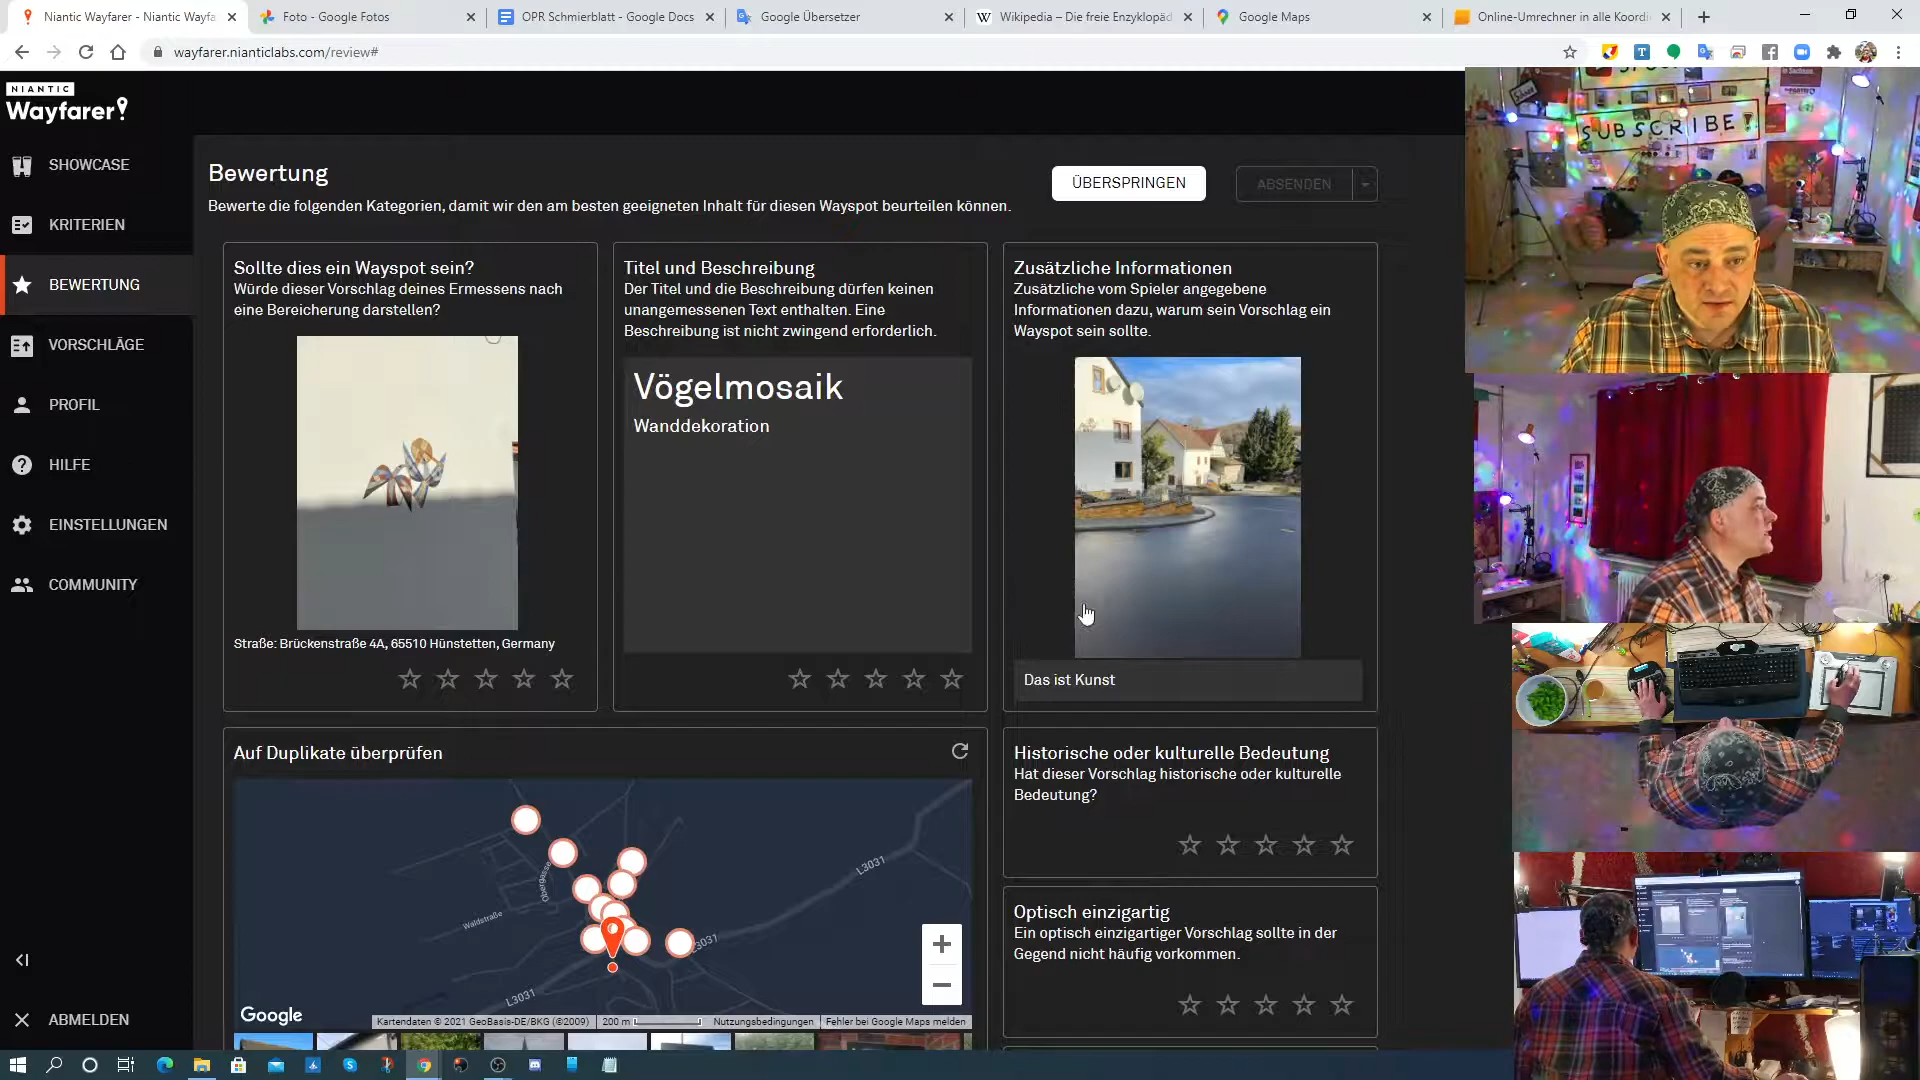 Niantic Wayfarer - Niantic Wayfa
Foto - Google Fotos
OPR Schmierblatt - Google Docs
Google Übersetzer
Wikipedia – Die freie Enzyklopäd
Google Maps
Online-Umrechner in alle Koordi
wayfarer.nianticlabs.com/review#
NIANTIC
Wayfarer
SHOWCASE
KRITERIEN
BEWERTUNG
VORSCHLÄGE
PROFIL
HILFE
EINSTELLUNGEN
COMMUNITY
ABMELDEN
Bewertung
Bewerte die folgenden Kategorien, damit wir den am besten geeigneten Inhalt für diesen Wayspot beurteilen können.
ÜBERSPRINGEN
ABSENDEN
Sollte dies ein Wayspot sein?
Würde dieser Vorschlag deines Ermessens nach
eine Bereicherung darstellen?
Straße: Brückenstraße 4A, 65510 Hünstetten, Germany
Titel und Beschreibung
Der Titel und die Beschreibung dürfen keinen
unangemessenen Text enthalten. Eine
Beschreibung ist nicht zwingend erforderlich.
Vögelmosaik
Wanddekoration
Zusätzliche Informationen
Zusätzliche vom Spieler angegebene
Informationen dazu, warum sein Vorschlag ein
Wayspot sein sollte.
Das ist Kunst
Auf Duplikate überprüfen
Obergasse
Waldstraße
L3031
L3031
L3031
Google
Kartendaten © 2021 GeoBasis-DE/BKG (©2009)
200 m
Nutzungsbedingungen
Fehler bei Google Maps melden
Historische oder kulturelle Bedeutung
Hat dieser Vorschlag historische oder kulturelle
Bedeutung?
Optisch einzigartig
Ein optisch einzigartiger Vorschlag sollte in der
Gegend nicht häufig vorkommen.
SUBSCRIBE!